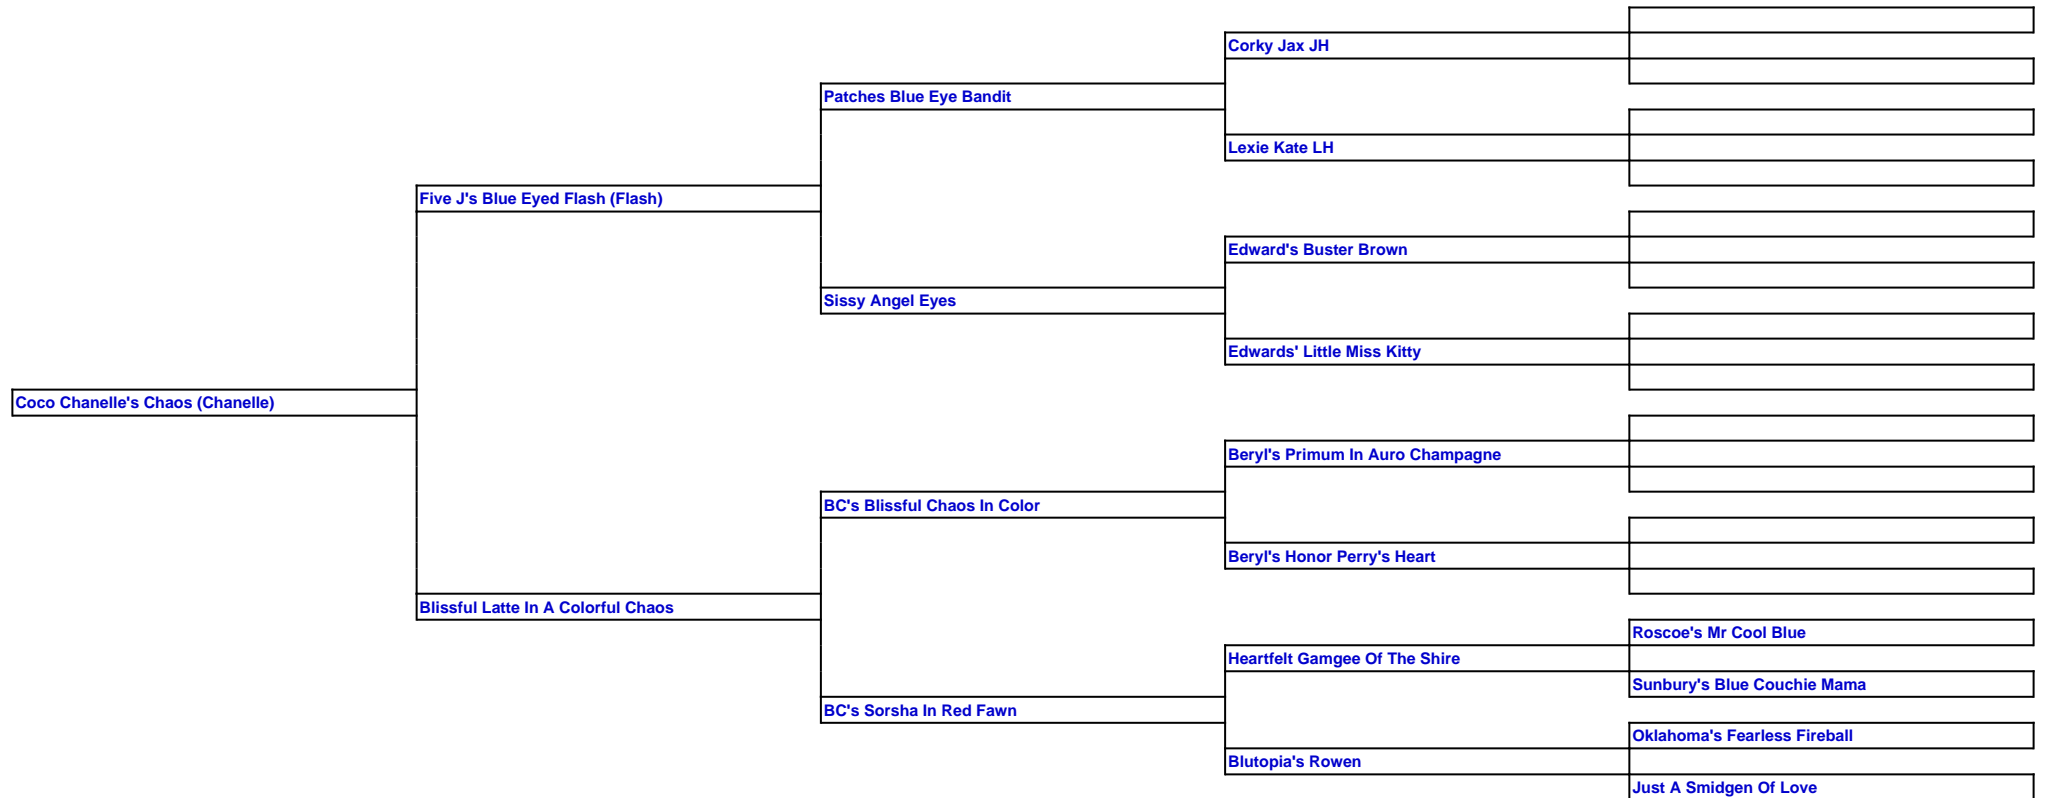 Corky Jax JH
Patches Blue Eye Bandit
Lexie Kate LH
Five J's Blue Eyed Flash (Flash)
Edward's Buster Brown
Sissy Angel Eyes
Edwards' Little Miss Kitty
Coco Chanelle's Chaos (Chanelle)
Beryl's Primum In Auro Champagne
BC's Blissful Chaos In Color
Beryl's Honor Perry's Heart
Blissful Latte In A Colorful Chaos
Roscoe's Mr Cool Blue
Heartfelt Gamgee Of The Shire
Sunbury's Blue Couchie Mama
BC's Sorsha In Red Fawn
Oklahoma's Fearless Fireball
Blutopia's Rowen
Just A Smidgen Of Love